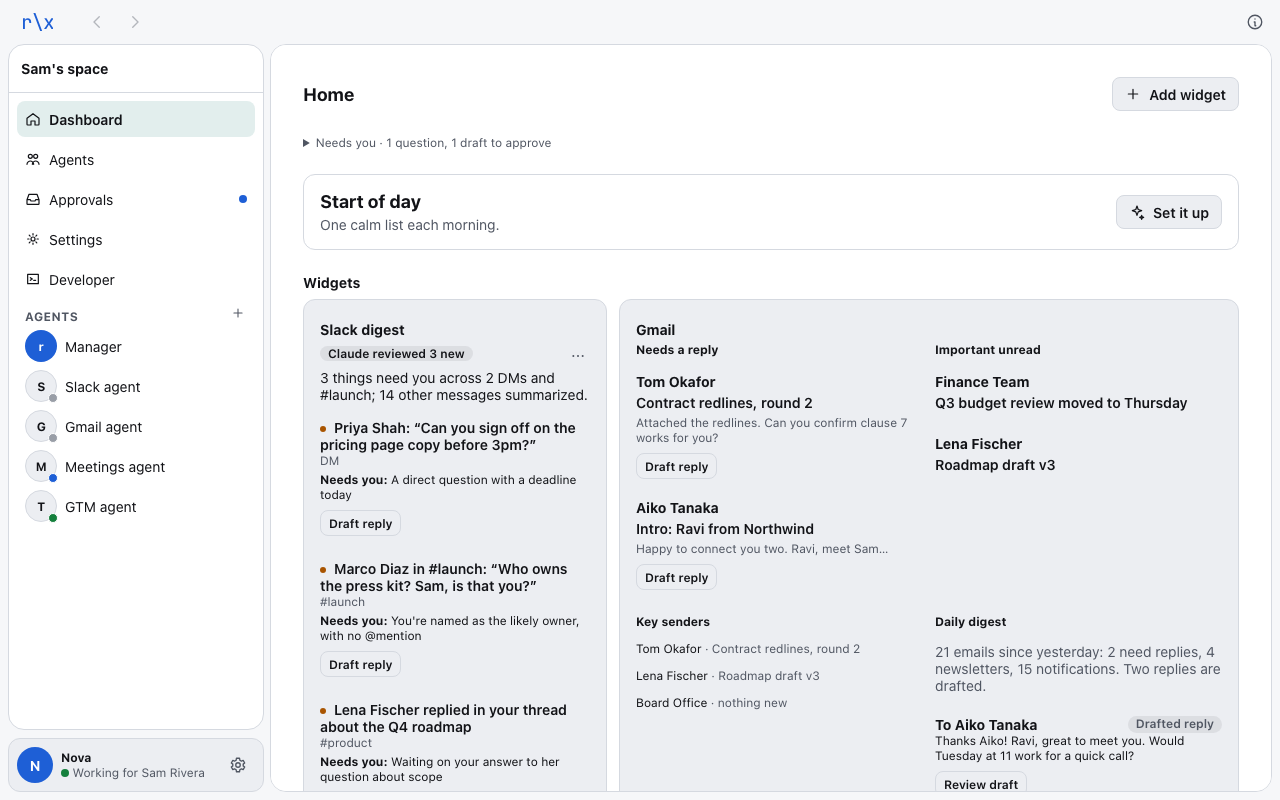 r\x
Sam's space
Dashboard
Agents
Approvals
Settings
Developer
AGENTS
r Manager
S Slack agent
G Gmail agent
M Meetings agent
T GTM agent
N Nova
Working for Sam Rivera
Home
Add widget
Needs you · 1 question, 1 draft to approve
Start of day
One calm list each morning.
Set it up
Widgets
Slack digest
Claude reviewed 3 new
3 things need you across 2 DMs and
#launch; 14 other messages summarized.
Priya Shah: “Can you sign off on the
pricing page copy before 3pm?”
DM
Needs you: A direct question with a deadline
today
Draft reply
Marco Diaz in #launch: “Who owns
the press kit? Sam, is that you?”
#launch
Needs you: You're named as the likely owner,
with no @mention
Draft reply
Lena Fischer replied in your thread
about the Q4 roadmap
#product
Needs you: Waiting on your answer to her
question about scope
Gmail
Needs a reply
Tom Okafor
Contract redlines, round 2
Attached the redlines. Can you confirm clause 7
works for you?
Draft reply
Aiko Tanaka
Intro: Ravi from Northwind
Happy to connect you two. Ravi, meet Sam...
Draft reply
Important unread
Finance Team
Q3 budget review moved to Thursday
Lena Fischer
Roadmap draft v3
Key senders
Tom Okafor · Contract redlines, round 2
Lena Fischer · Roadmap draft v3
Board Office · nothing new
Daily digest
21 emails since yesterday: 2 need replies, 4
newsletters, 15 notifications. Two replies are
drafted.
To Aiko Tanaka
Drafted reply
Thanks Aiko! Ravi, great to meet you. Would
Tuesday at 11 work for a quick call?
Review draft